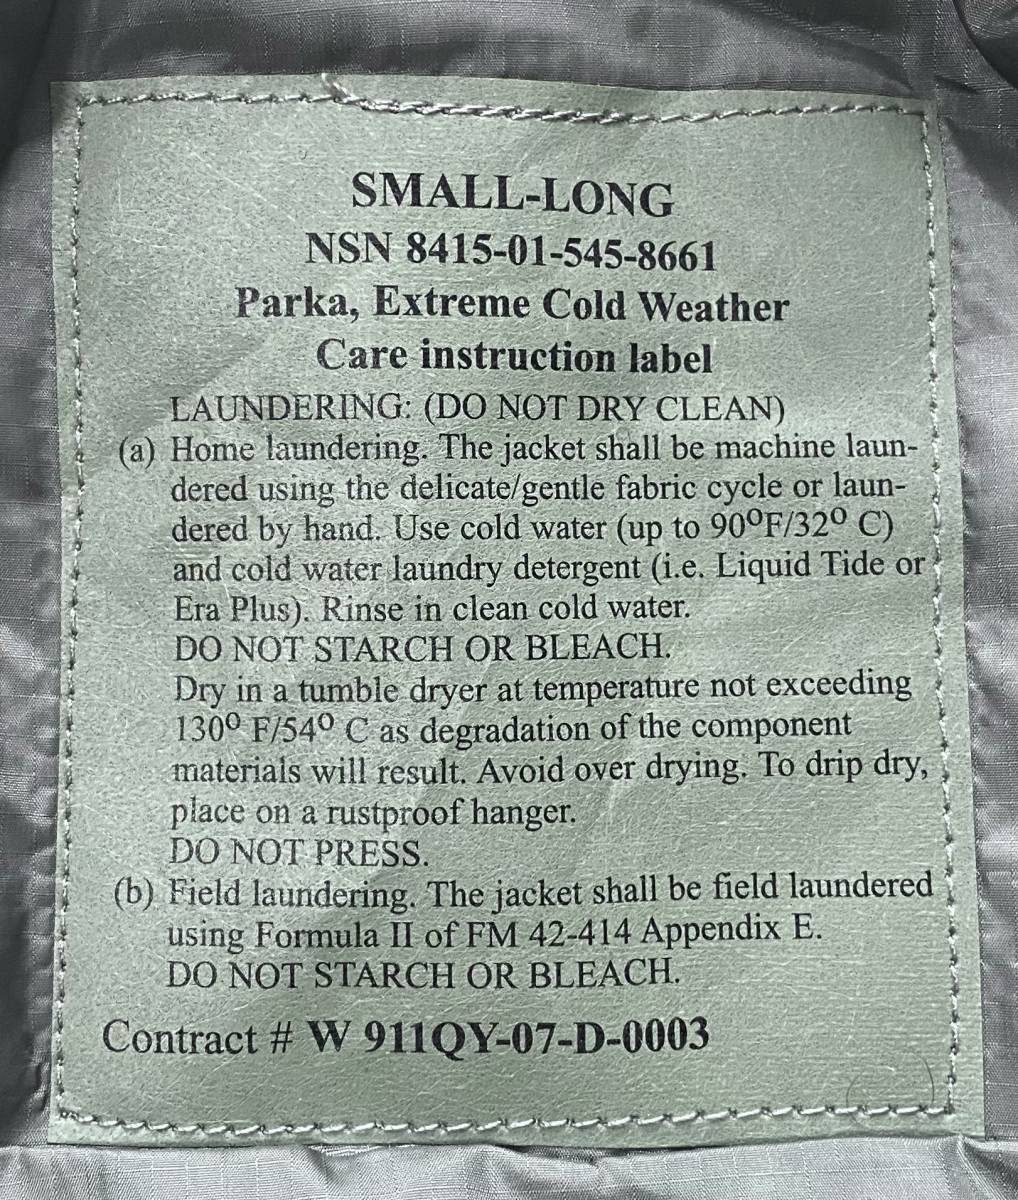 SMALL-LONG
NSN 8415-01-545-8661
Parka, Extreme Cold Weather
Care instruction label
LAUNDERING: (DO NOT DRY CLEAN)
(a) Home laundering. The jacket shall be machine laun-
dered using the delicate/gentle fabric cycle or laun-
dered by hand. Use cold water (up to 90ºF/32º C)
and cold water laundry detergent (i.e. Liquid Tide or
Era Plus). Rinse in clean cold water.
DO NOT STARCH OR BLEACH.
Dry in a tumble dryer at temperature not exceeding
130º F/54º C as degradation of the component
materials will result. Avoid over drying. To drip dry,
place on a rustproof hanger.
DO NOT PRESS.
(b) Field laundering. The jacket shall be field laundered
using Formula II of FM 42-414 Appendix E.
DO NOT STARCH OR BLEACH.
Contract # W 911QY-07-D-0003